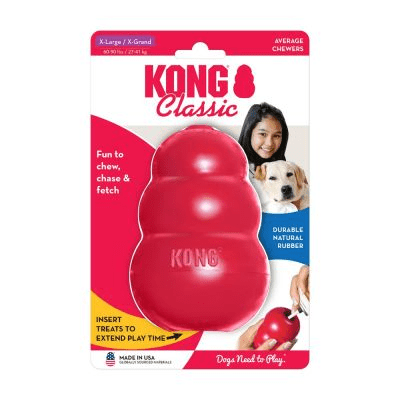 X-Large / X-Grand
60-90 lbs / 27-41 kg
AVERAGE
CHEWERS
KONG
Classic
Fun to
chew,
chase &
fetch
DURABLE
NATURAL
RUBBER
KONG
INSERT
TREATS TO
EXTEND PLAY TIME
MADE IN USA
GLOBALLY SOURCED MATERIALS
Dogs Need to Play.